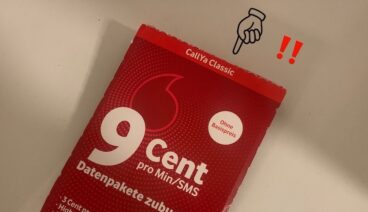 CallYa Classic
Ohne
Basispreis
9 Cent
pro Min/SMS
Datenpakete zubu
3 Cent